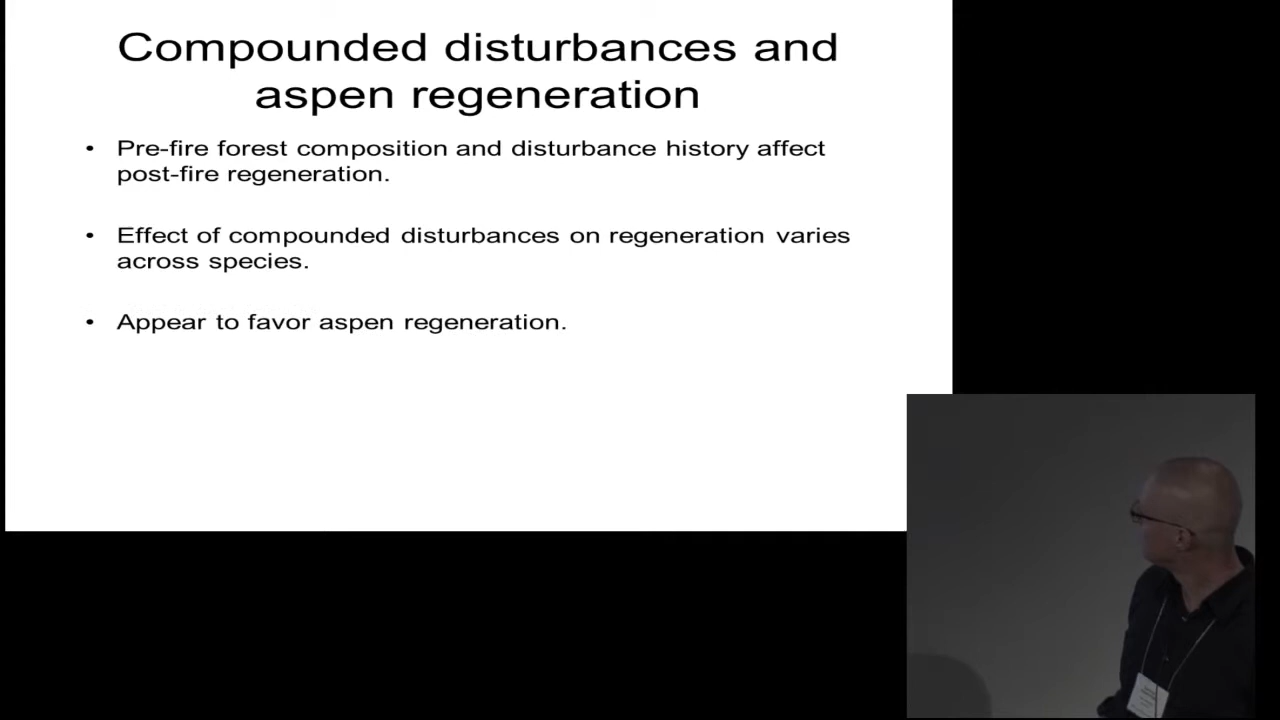 Compounded disturbances and
aspen regeneration
• Pre-fire forest composition and disturbance history affect
post-fire regeneration.
• Effect of compounded disturbances on regeneration varies
across species.
• Appear to favor aspen regeneration.